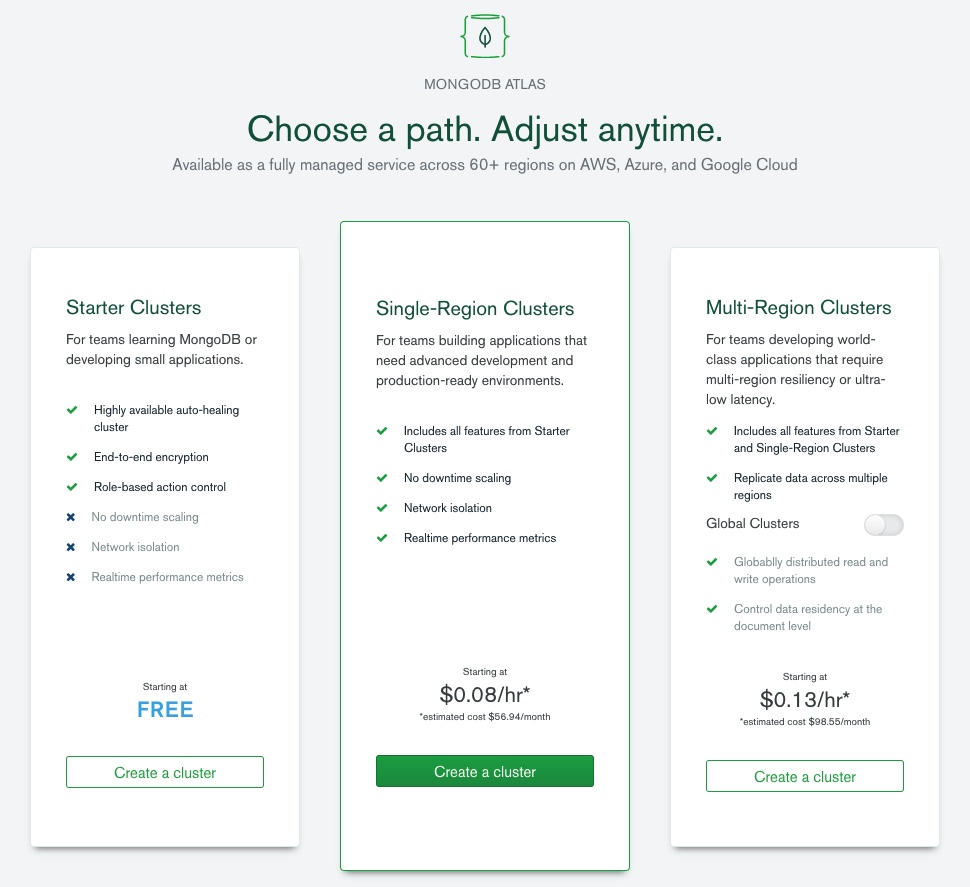 MONGODB ATLAS
Choose a path. Adjust anytime.
Available as a fully managed service across 60+ regions on AWS, Azure, and Google Cloud
Starter Clusters
For teams learning MongoDB or
developing small applications.
Highly available auto-healing
cluster
End-to-end encryption
Role-based action control
No downtime scaling
Network isolation
Realtime performance metrics
Starting at
FREE
Create a cluster
Single-Region Clusters
For teams building applications that
need advanced development and
production-ready environments.
Includes all features from Starter
Clusters
No downtime scaling
Network isolation
Realtime performance metrics
Starting at
$0.08/hr*
*estimated cost $56.94/month
Create a cluster
Multi-Region Clusters
For teams developing world-
class applications that require
multi-region resiliency or ultra-
low latency.
Includes all features from Starter
and Single-Region Clusters
Replicate data across multiple
regions
Global Clusters
Globablly distributed read and
write operations
Control data residency at the
document level
Starting at
$0.13/hr*
*estimated cost $98.55/month
Create a cluster